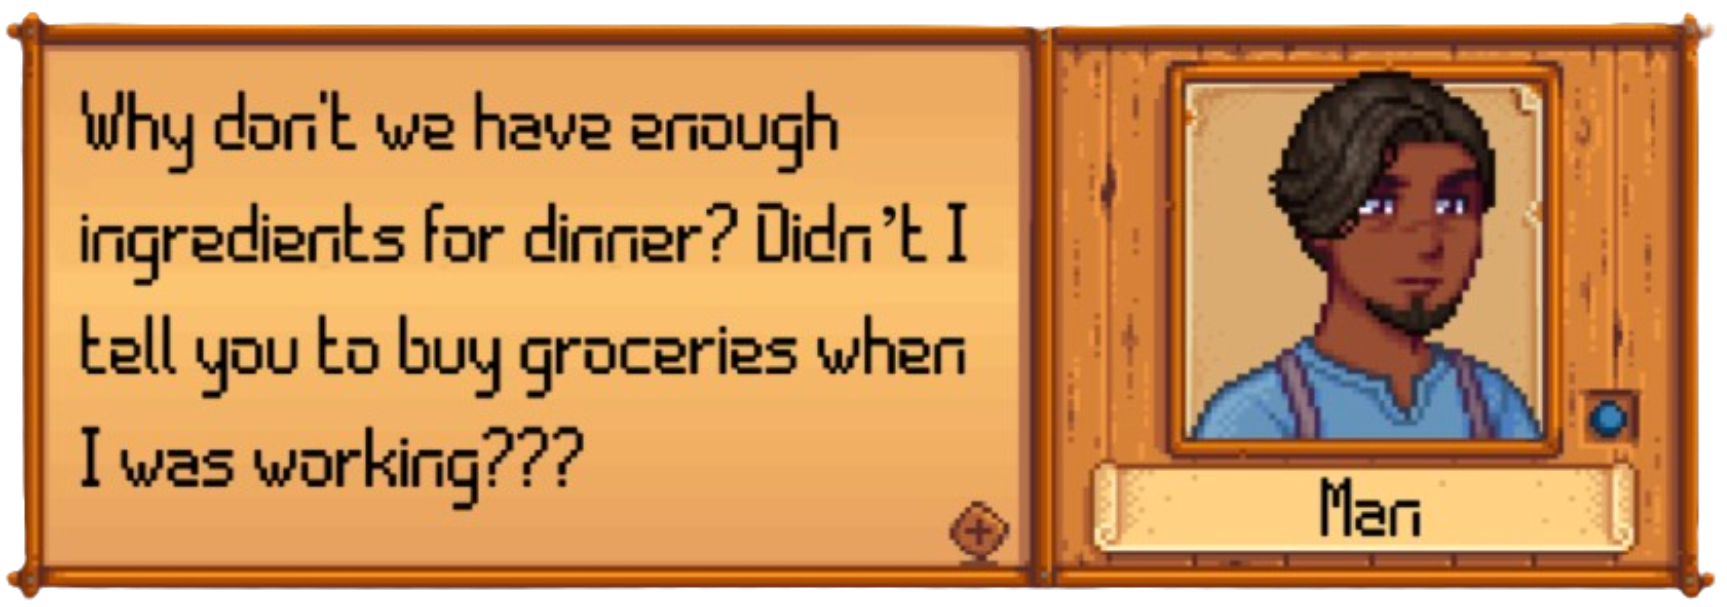 Why don't we have enough
ingredients for dinner? Didn’t I
tell you to buy groceries when
I was working???
Man